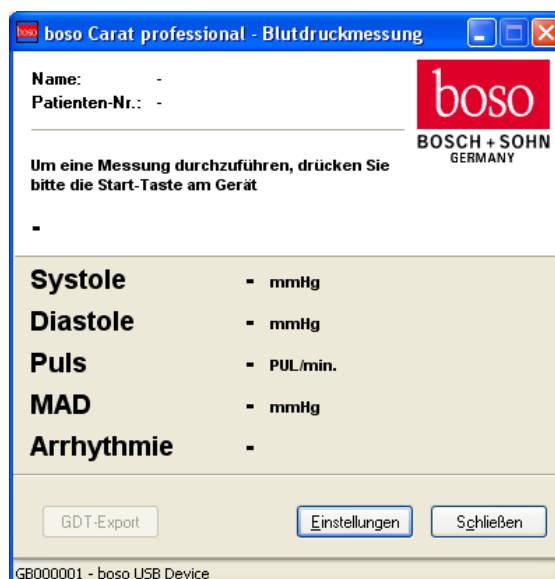 boso boso Carat professional - Blutdruckmessung
Name: -
Patienten-Nr.: -
boso
BOSCH + SOHN
GERMANY
Um eine Messung durchzuführen, drücken Sie
bitte die Start-Taste am Gerät
-
Systole - mmHg
Diastole - mmHg
Puls - PUL/min.
MAD - mmHg
Arrhythmie -
GDT-Export Einstellungen Schließen
GB000001 - boso USB Device